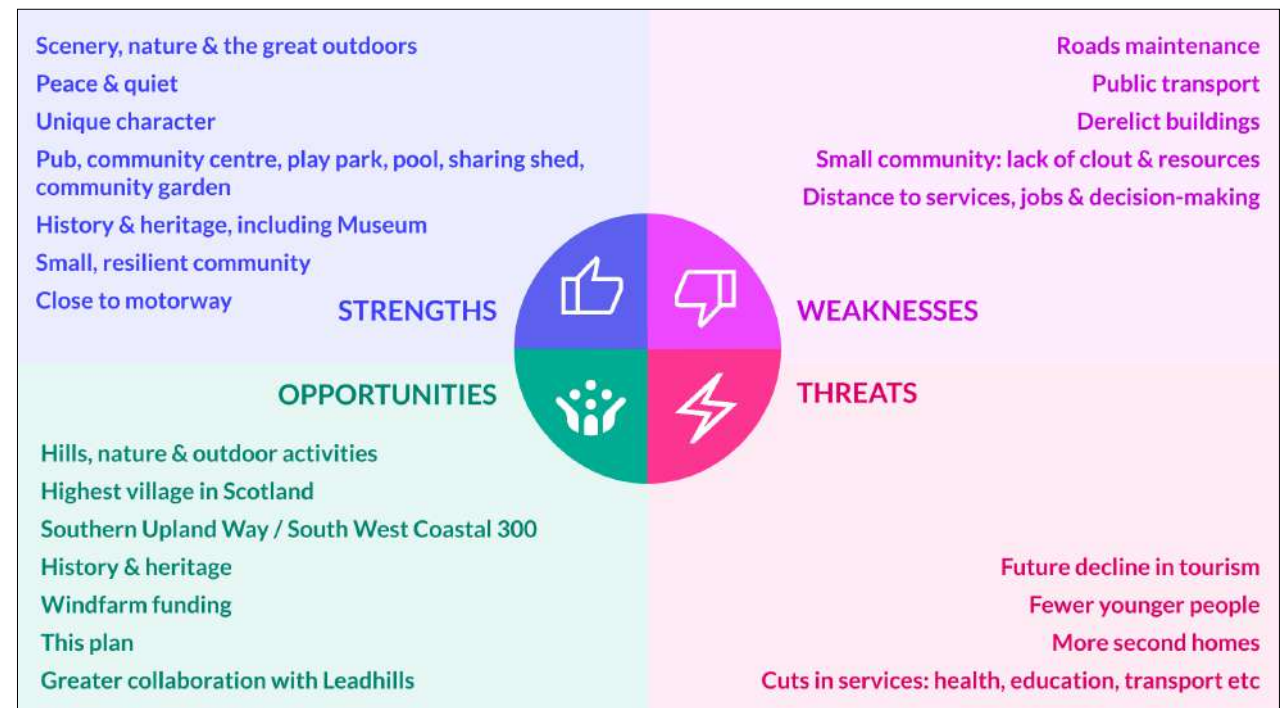 Scenery, nature & the great outdoors
Peace & quiet
Unique character
Pub, community centre, play park, pool, sharing shed,
community garden
History & heritage, including Museum
Small, resilient community
Close to motorway
STRENGTHS
Roads maintenance
Public transport
Derelict buildings
Small community: lack of clout & resources
Distance to services, jobs & decision-making
WEAKNESSES
OPPORTUNITIES
Hills, nature & outdoor activities
Highest village in Scotland
Southern Upland Way / South West Coastal 300
History & heritage
Windfarm funding
This plan
Greater collaboration with Leadhills
THREATS
Future decline in tourism
Fewer younger people
More second homes
Cuts in services: health, education, transport etc